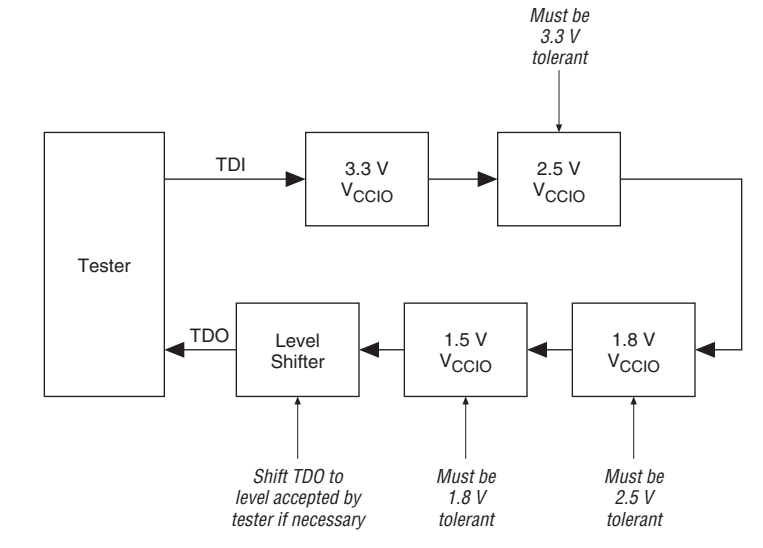 Must be
3.3 V
tolerant
TDI
3.3 V
VCCIO
2.5 V
VCCIO
Tester
TDO
Level
Shifter
1.5 V
VCCIO
1.8 V
VCCIO
Shift TDO to
level accepted by
tester if necessary
Must be
1.8 V
tolerant
Must be
2.5 V
tolerant